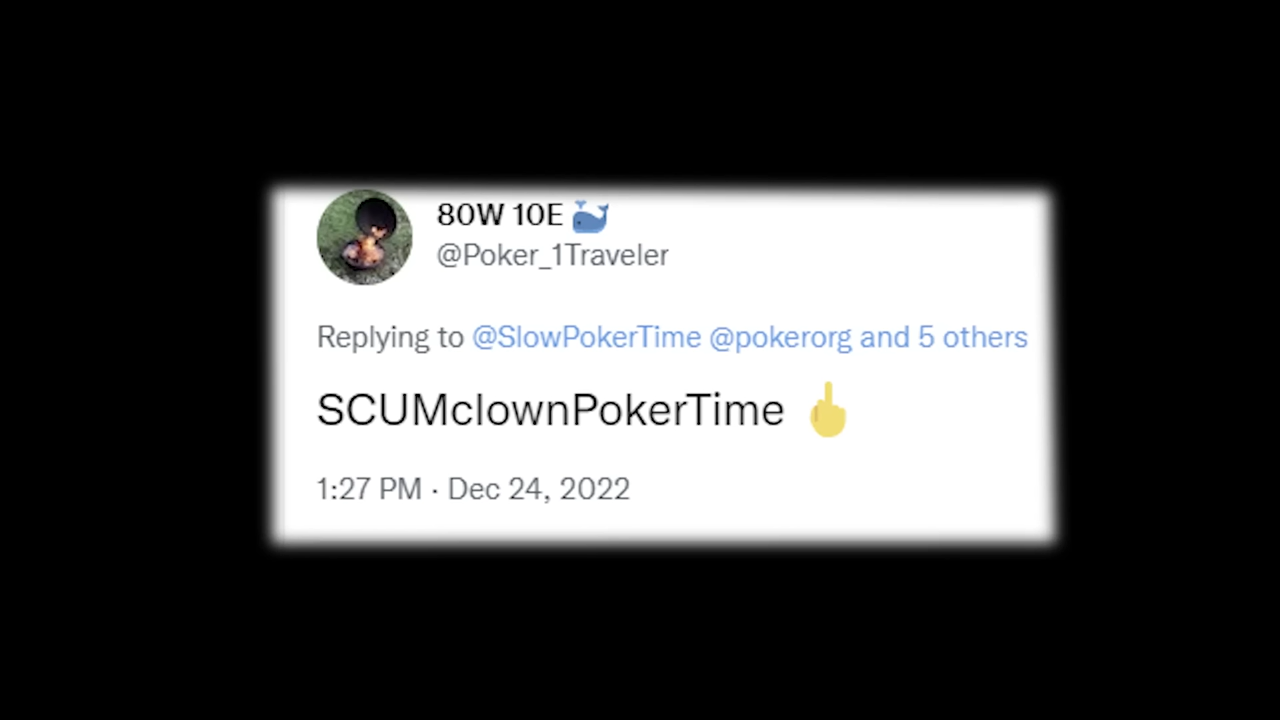 80W 10E 🐳
@Poker_1Traveler
Replying to @SlowPokerTime @pokerorg and 5 others
SCUMclownPokerTime 🖕
1:27 PM · Dec 24, 2022